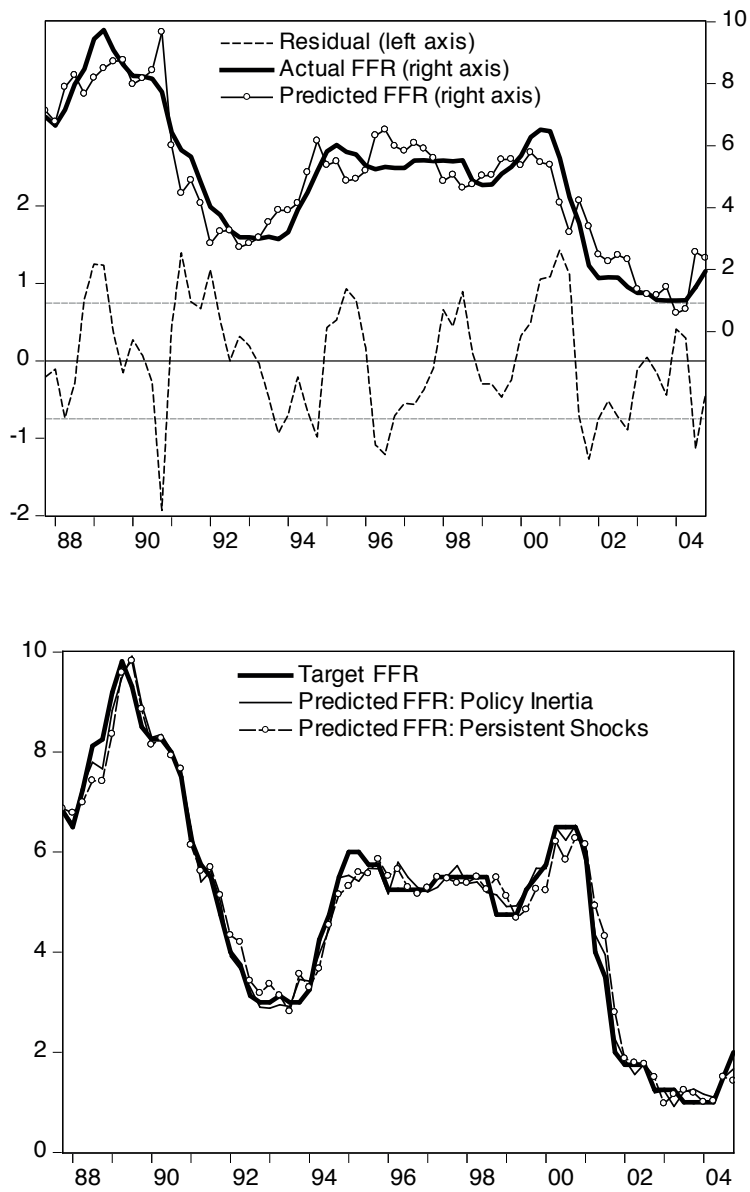 Residual (left axis)
Actual FFR (right axis)
Predicted FFR (right axis)
10
8
6
4
2
0
2
1
0
-1
-2
88 90 92 94 96 98 00 02 04
Target FFR
Predicted FFR: Policy Inertia
Predicted FFR: Persistent Shocks
10
8
6
4
2
0
88 90 92 94 96 98 00 02 04